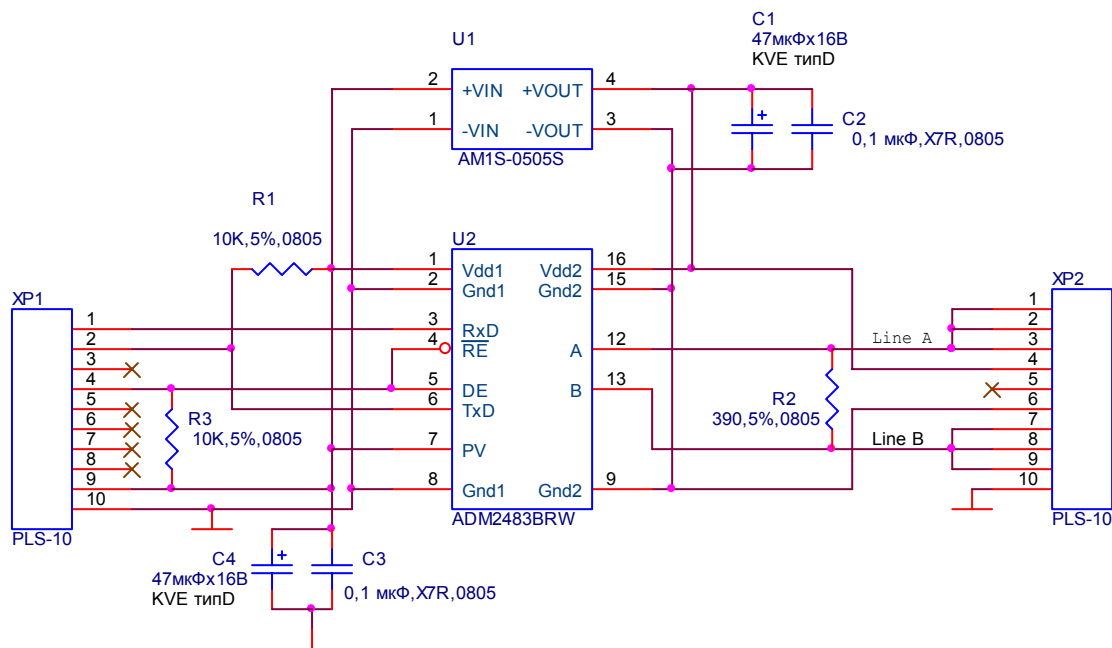 C1
47мкФх16В
KVE типD
U1
2
+VIN
+VOUT
4
1
-VIN
-VOUT
3
AM1S-0505S
C2
0,1 мкФ,X7R,0805
R1
10K,5%,0805
U2
1
Vdd1
Vdd2
16
2
Gnd1
Gnd2
15
3
RxD
4
RE
A
12
5
DE
B
13
6
TxD
7
PV
8
Gnd1
Gnd2
9
ADM2483BRW
XP1
1
2
3
4
5
6
7
8
9
10
PLS-10
R3
10K,5%,0805
Line A
R2
390,5%,0805
Line B
XP2
1
2
3
4
5
6
7
8
9
10
PLS-10
C4
47мкФх16В
KVE типD
C3
0,1 мкФ,X7R,0805